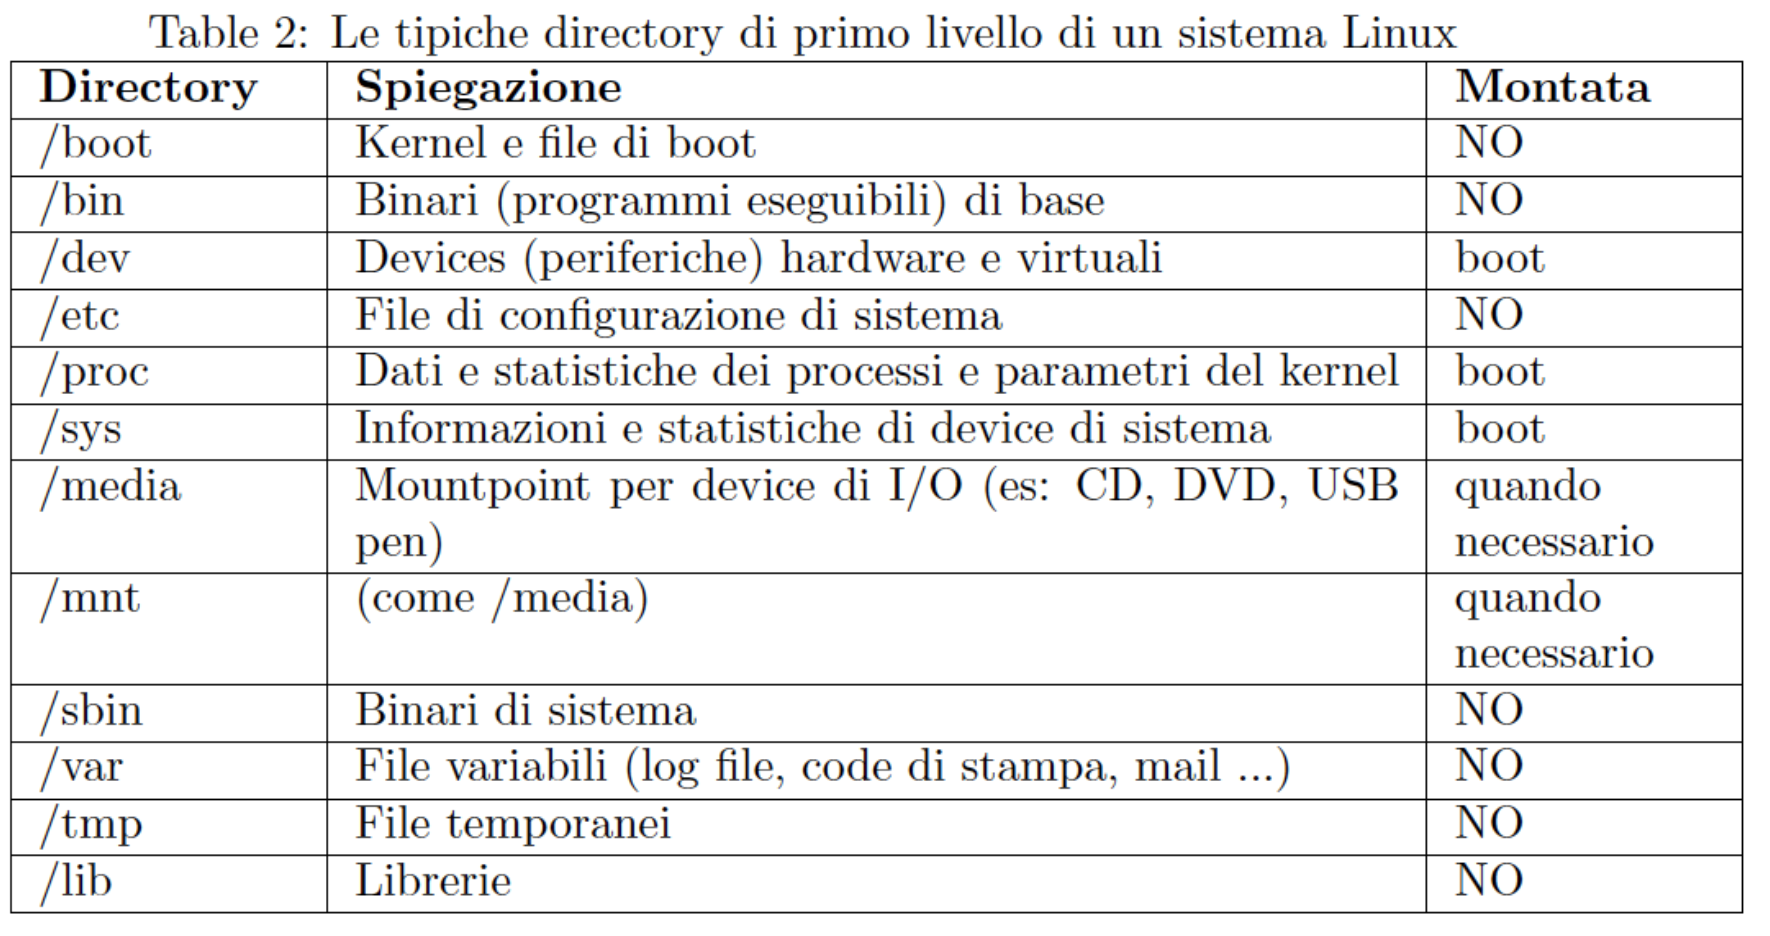 Table 2: Le tipiche directory di primo livello di un sistema Linux
Directory Spiegazione Montata
/boot Kernel e file di boot NO
/bin Binari (programmi eseguibili) di base NO
/dev Devices (periferiche) hardware e virtuali boot
/etc File di configurazione di sistema NO
/proc Dati e statistiche dei processi e parametri del kernel boot
/sys Informazioni e statistiche di device di sistema boot
/media Mountpoint per device di I/O (es: CD, DVD, USB quando
pen) necessario
/mnt (come /media) quando
necessario
/sbin Binari di sistema NO
/var File variabili (log file, code di stampa, mail ...) NO
/tmp File temporanei NO
/lib Librerie NO